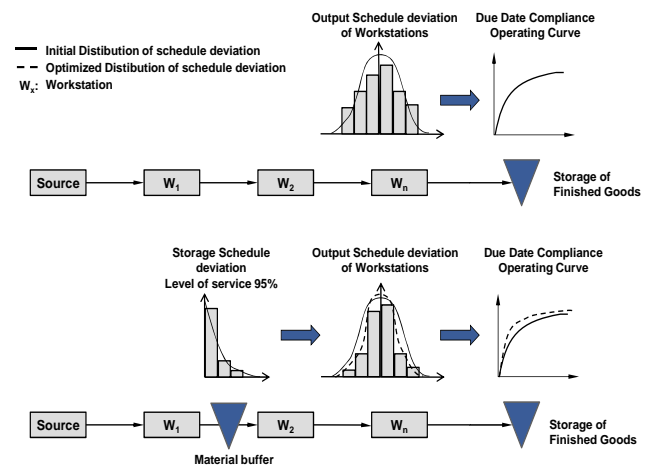 Output Schedule deviation
of Workstations
Due Date Compliance
Operating Curve
Initial Distibution of schedule deviation
Optimized Distbution of schedule deviation
Wx: Workstation
Source
W1
W2
Wn
Storage of
Finished Goods
Storage Schedule
deviation
Level of service 95%
Output Schedule deviation
of Workstations
Due Date Compliance
Operating Curve
Source
W1
W2
Wn
Storage of
Finished Goods
Material buffer